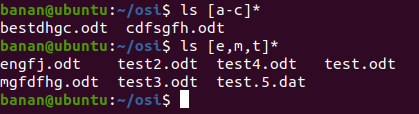 banan@ubuntu:~/osi$ ls [a-c]*
bestdhgc.odt  cdfsgfh.odt
banan@ubuntu:~/osi$ ls [e,m,t]*
engfj.odt    test2.odt  test4.odt   test.odt
mgfdfhg.odt  test3.odt  test.5.dat
banan@ubuntu:~/osi$